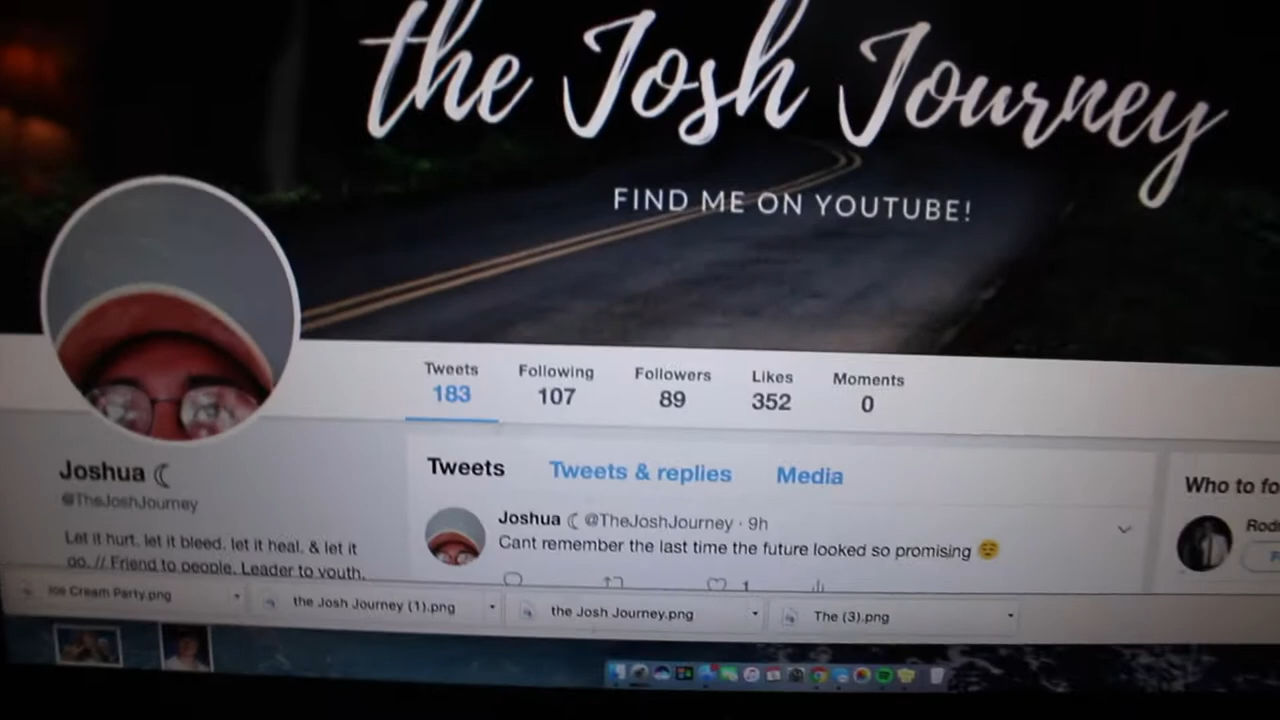 the Josh Journey
FIND ME ON YOUTUBE!
Tweets
183
Following
107
Followers
89
Likes
352
Moments
0
Joshua
@TheJoshJourney
Let it hurt, let it bleed, let it heal, & let it
go. // Friend to people. Leader to youth.
Tweets Tweets & replies Media
Joshua @TheJoshJourney · 9h
Cant remember the last time the future looked so promising 😌
1
Who to fo
Rod
Ice Cream Party.png
the Josh Journey (1).png
the Josh Journey.png
The (3).png